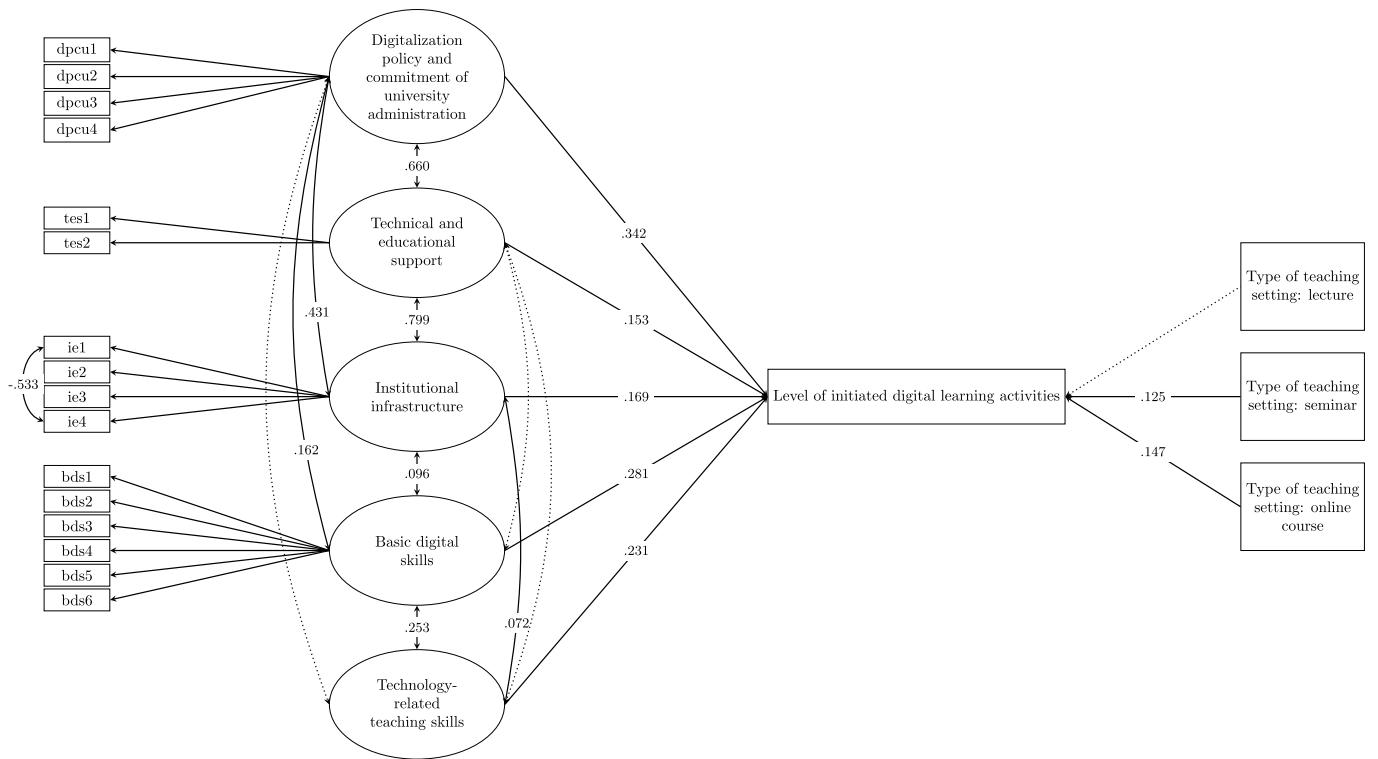 dpcu1
dpcu2
dpcu3
dpcu4
tes1
tes2
ie1
ie2
ie3
ie4
-.533
bds1
bds2
bds3
bds4
bds5
bds6
Digitalization
policy and
commitment of
university
administration
.660
Technical and
educational
support
.431
.799
Institutional
infrastructure
.162
.096
Basic digital
skills
.253
.072
Technology-
related
teaching skills
.342
.153
.169
.281
.231
Level of initiated digital learning activities
.125
.147
Type of teaching
setting: lecture
Type of teaching
setting: seminar
Type of teaching
setting: online
course